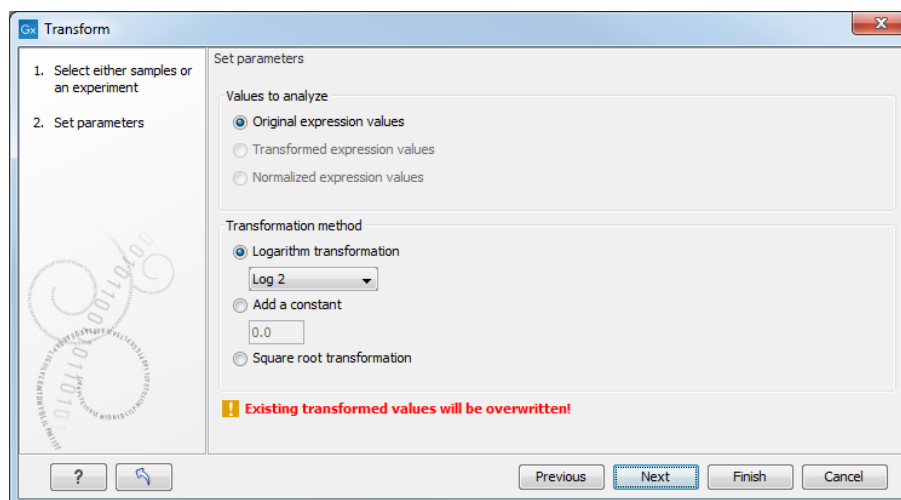 Gx Transform
1. Select either samples or
an experiment
2. Set parameters
Set parameters
Values to analyze
Original expression values
Transformed expression values
Normalized expression values
Transformation method
Logarithm transformation
Log 2
Add a constant
0.0
Square root transformation
Existing transformed values will be overwritten!
?
Previous
Next
Finish
Cancel